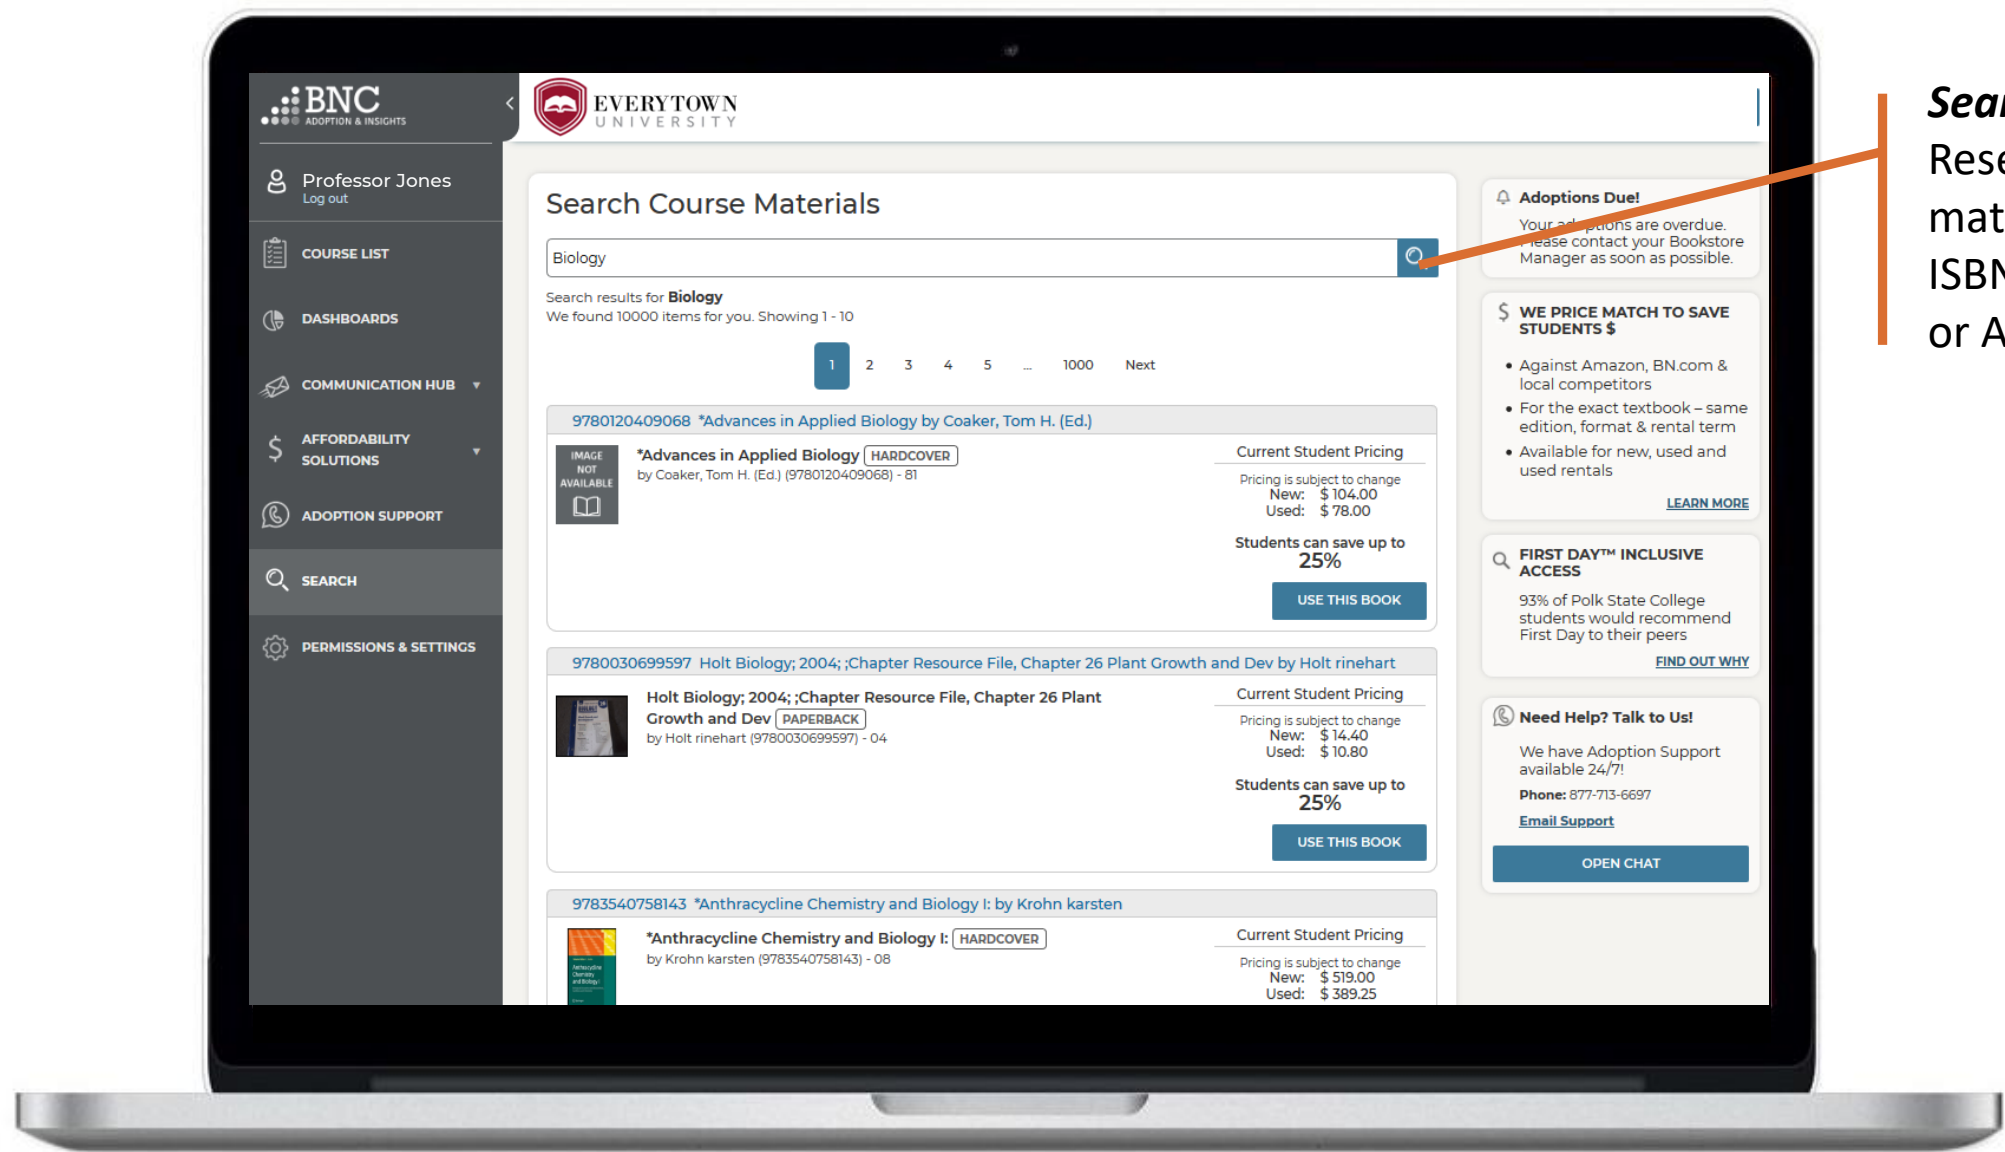 BNC
ADOPTION & INSIGHTS
EVERYTOWN
UNIVERSITY
Professor Jones
Log out
COURSE LIST
DASHBOARDS
COMMUNICATION HUB
AFFORDABILITY
SOLUTIONS
ADOPTION SUPPORT
SEARCH
PERMISSIONS & SETTINGS
Search Course Materials
Biology
Search results for Biology
We found 10000 items for you. Showing 1 - 10
1 2 3 4 5 ... 1000 Next
9780120409068 *Advances in Applied Biology by Coaker, Tom H. (Ed.)
IMAGE
NOT
AVAILABLE
*Advances in Applied Biology HARDCOVER
by Coaker, Tom H. (Ed.) (9780120409068) - 81
Current Student Pricing
Pricing is subject to change
New: $ 104.00
Used: $ 78.00
Students can save up to
25%
USE THIS BOOK
9780030699597 Holt Biology; 2004; ;Chapter Resource File, Chapter 26 Plant Growth and Dev by Holt rinehart
Holt Biology; 2004; ;Chapter Resource File, Chapter 26 Plant
Growth and Dev PAPERBACK
by Holt rinehart (9780030699597) - 04
Current Student Pricing
Pricing is subject to change
New: $ 14.40
Used: $ 10.80
Students can save up to
25%
USE THIS BOOK
9783540758143 *Anthracycline Chemistry and Biology I: by Krohn karsten
Anthracycline
Chemistry
and Biology I
*Anthracycline Chemistry and Biology I: HARDCOVER
by Krohn karsten (9783540758143) - 08
Current Student Pricing
Pricing is subject to change
New: $ 519.00
Used: $ 389.25
Adoptions Due!
Your adoptions are overdue.
Please contact your Bookstore
Manager as soon as possible.
$ WE PRICE MATCH TO SAVE
STUDENTS $
• Against Amazon, BN.com &
local competitors
• For the exact textbook – same
edition, format & rental term
• Available for new, used and
used rentals
LEARN MORE
FIRST DAY™ INCLUSIVE
ACCESS
93% of Polk State College
students would recommend
First Day to their peers
FIND OUT WHY
Need Help? Talk to Us!
We have Adoption Support
available 24/7!
Phone: 877-713-6697
Email Support
OPEN CHAT
ISBN
or A